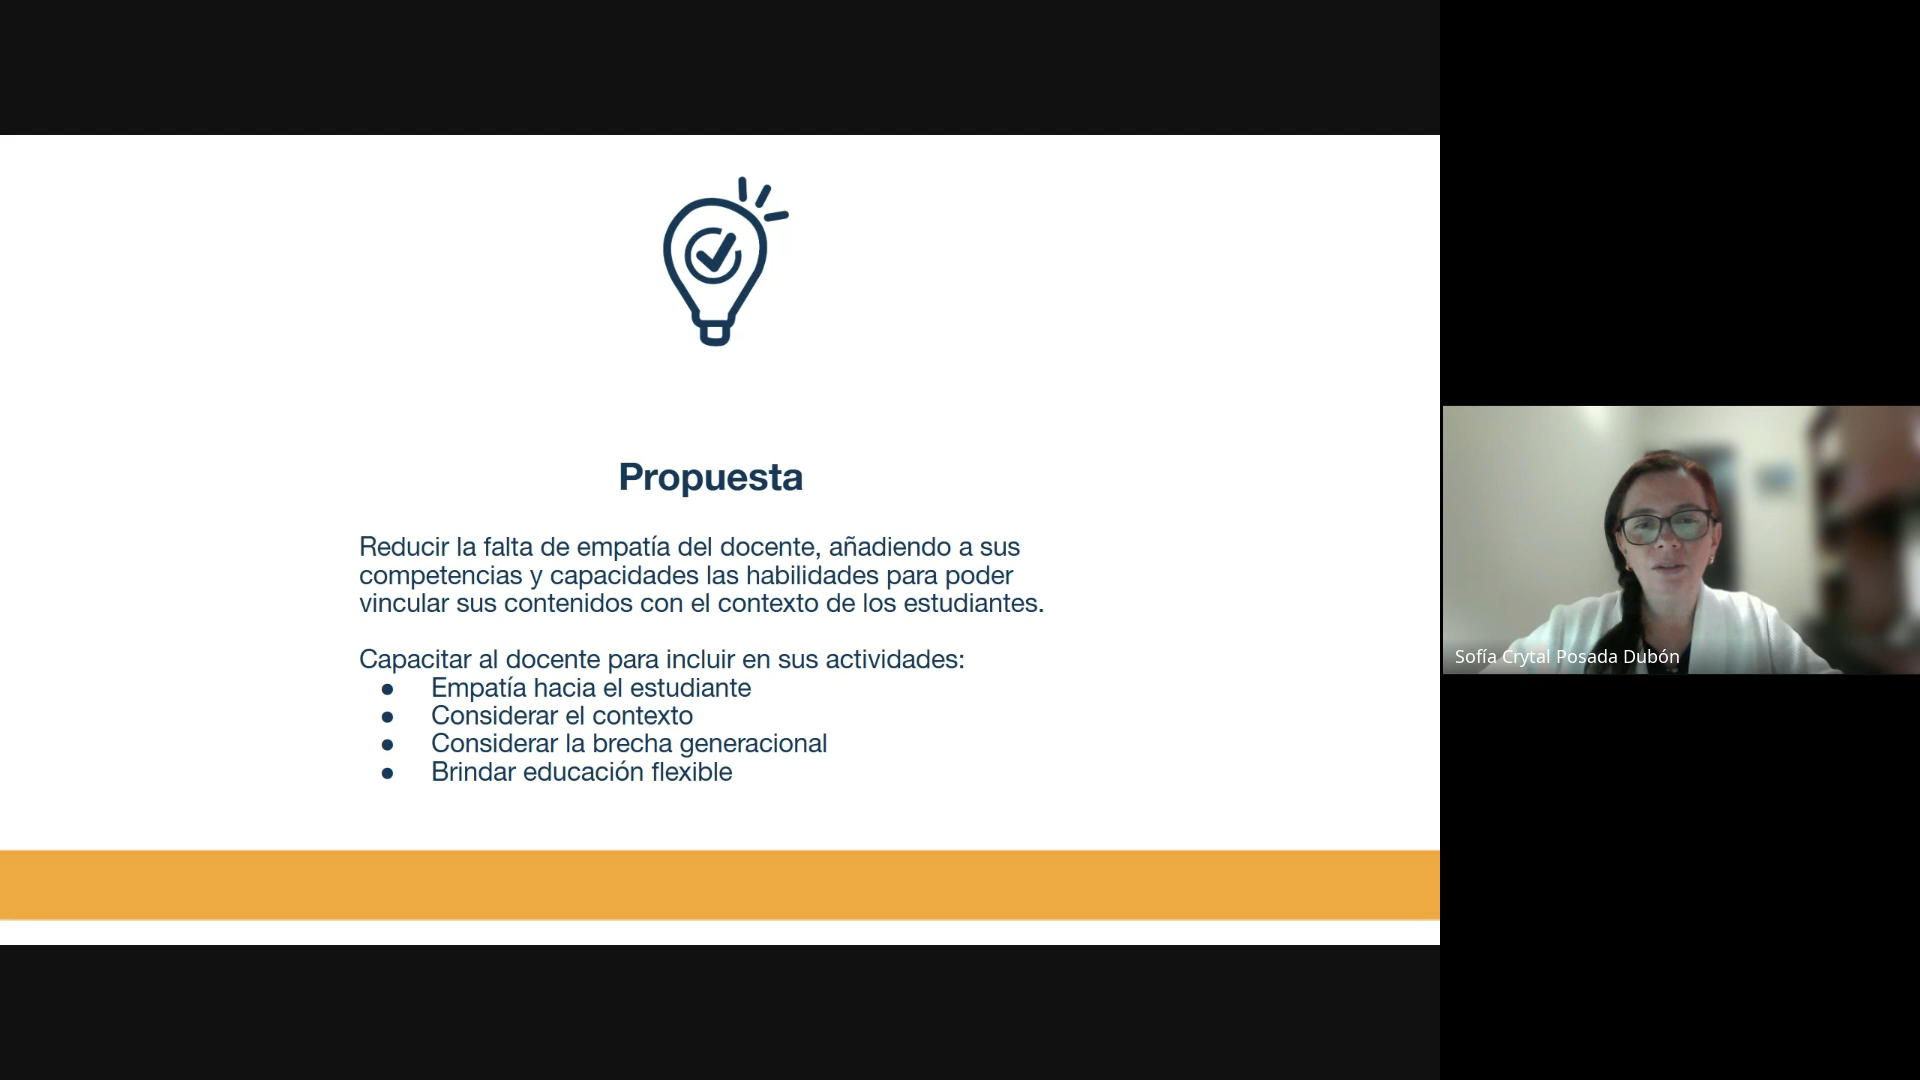 Propuesta
Reducir la falta de empatía del docente, añadiendo a sus
competencias y capacidades las habilidades para poder
vincular sus contenidos con el contexto de los estudiantes.
Capacitar al docente para incluir en sus actividades:
● Empatía hacia el estudiante
● Considerar el contexto
● Considerar la brecha generacional
● Brindar educación flexible
Sofía Crytal Posada Dubón